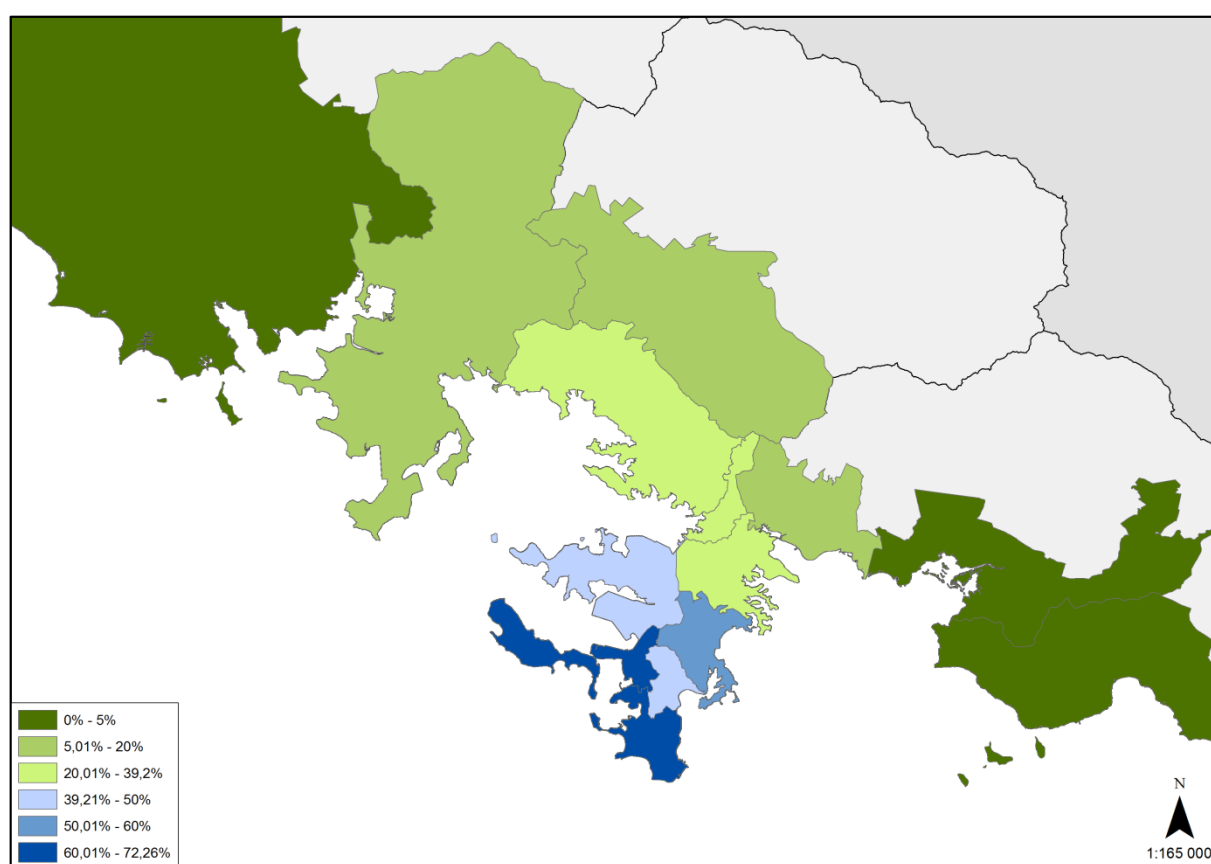 0% - 5%
5,01% - 20%
20,01% - 39,2%
39,21% - 50%
50,01% - 60%
60,01% - 72,26%
N
1:165 000